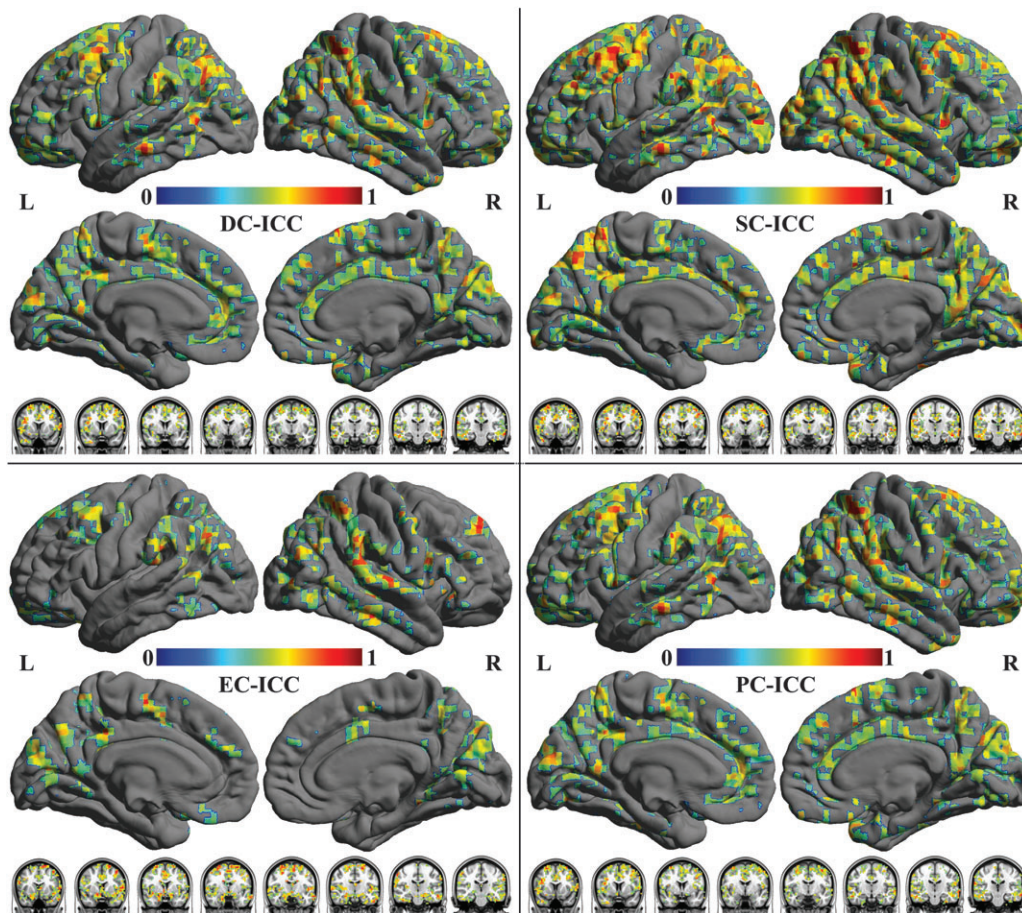 0 1
L DC-ICC R
0 1
L SC-ICC R
0 1
L EC-ICC R
0 1
L PC-ICC R